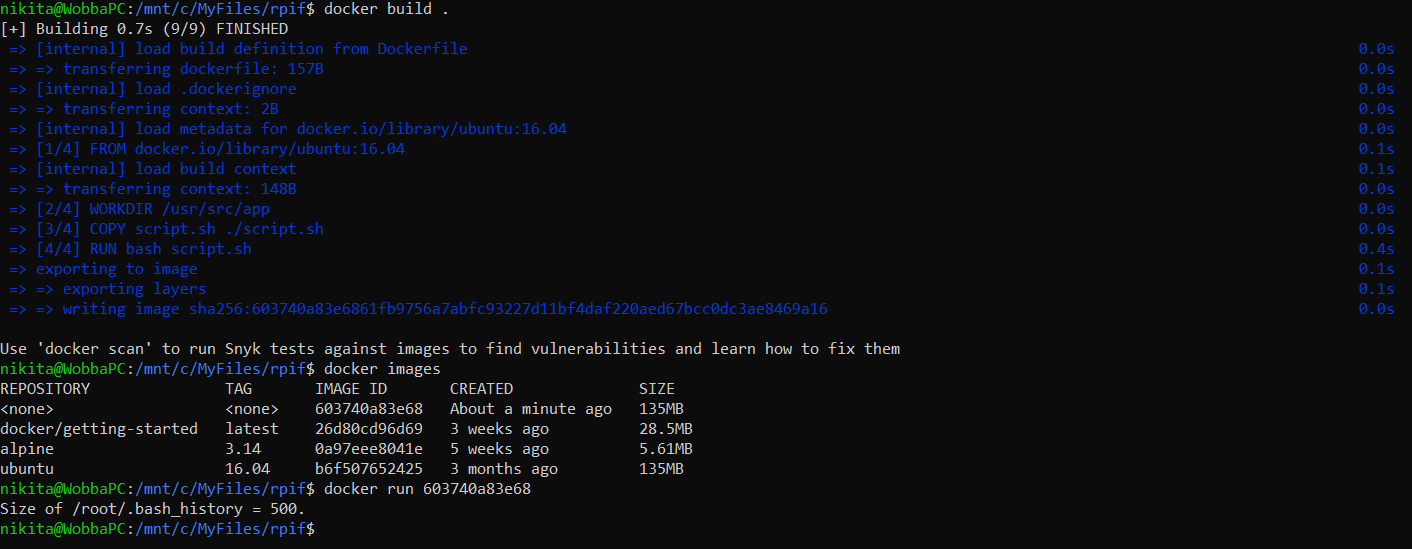 nikita@WobbaPC:/mnt/c/MyFiles/rpif$ docker build .
[+] Building 0.7s (9/9) FINISHED
=> [internal] load build definition from Dockerfile 0.0s
=> => transferring dockerfile: 157B 0.0s
=> [internal] load .dockerignore 0.0s
=> => transferring context: 2B 0.0s
=> [internal] load metadata for docker.io/library/ubuntu:16.04 0.0s
=> [1/4] FROM docker.io/library/ubuntu:16.04 0.1s
=> [internal] load build context 0.1s
=> => transferring context: 148B 0.0s
=> [2/4] WORKDIR /usr/src/app 0.0s
=> [3/4] COPY script.sh ./script.sh 0.0s
=> [4/4] RUN bash script.sh 0.4s
=> exporting to image 0.1s
=> => exporting layers 0.1s
=> => writing image sha256:603740a83e6861fb9756a7abfc93227d11bf4daf220aed67bcc0dc3ae8469a16 0.0s
Use 'docker scan' to run Snyk tests against images to find vulnerabilities and learn how to fix them
nikita@WobbaPC:/mnt/c/MyFiles/rpif$ docker images
REPOSITORY TAG IMAGE ID CREATED SIZE
<none> <none> 603740a83e68 About a minute ago 135MB
docker/getting-started latest 26d80cd96d69 3 weeks ago 28.5MB
alpine 3.14 0a97eee8041e 5 weeks ago 5.61MB
ubuntu 16.04 b6f507652425 3 months ago 135MB
nikita@WobbaPC:/mnt/c/MyFiles/rpif$ docker run 603740a83e68
Size of /root/.bash_history = 500.
nikita@WobbaPC:/mnt/c/MyFiles/rpif$